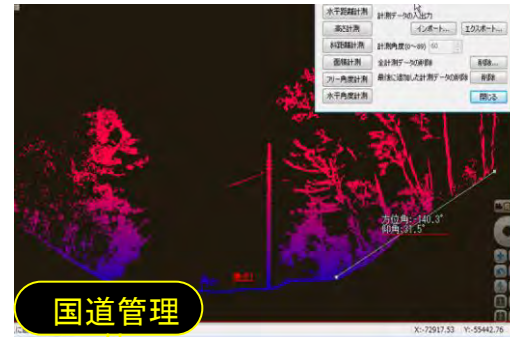 水平距離計測
計測データの入出力
高さ計測
インポート...
エクスポート...
斜距離計測
計測角度(0~89) 60
面積計測
全計測データの削除
削除...
フリー角度計測
最後に追加した計測データの削除
削除
水平角度計測
閉じる
方位角:-140.3°
仰角:31.5°
国道管理
X:-72917.53 Y:-55442.76